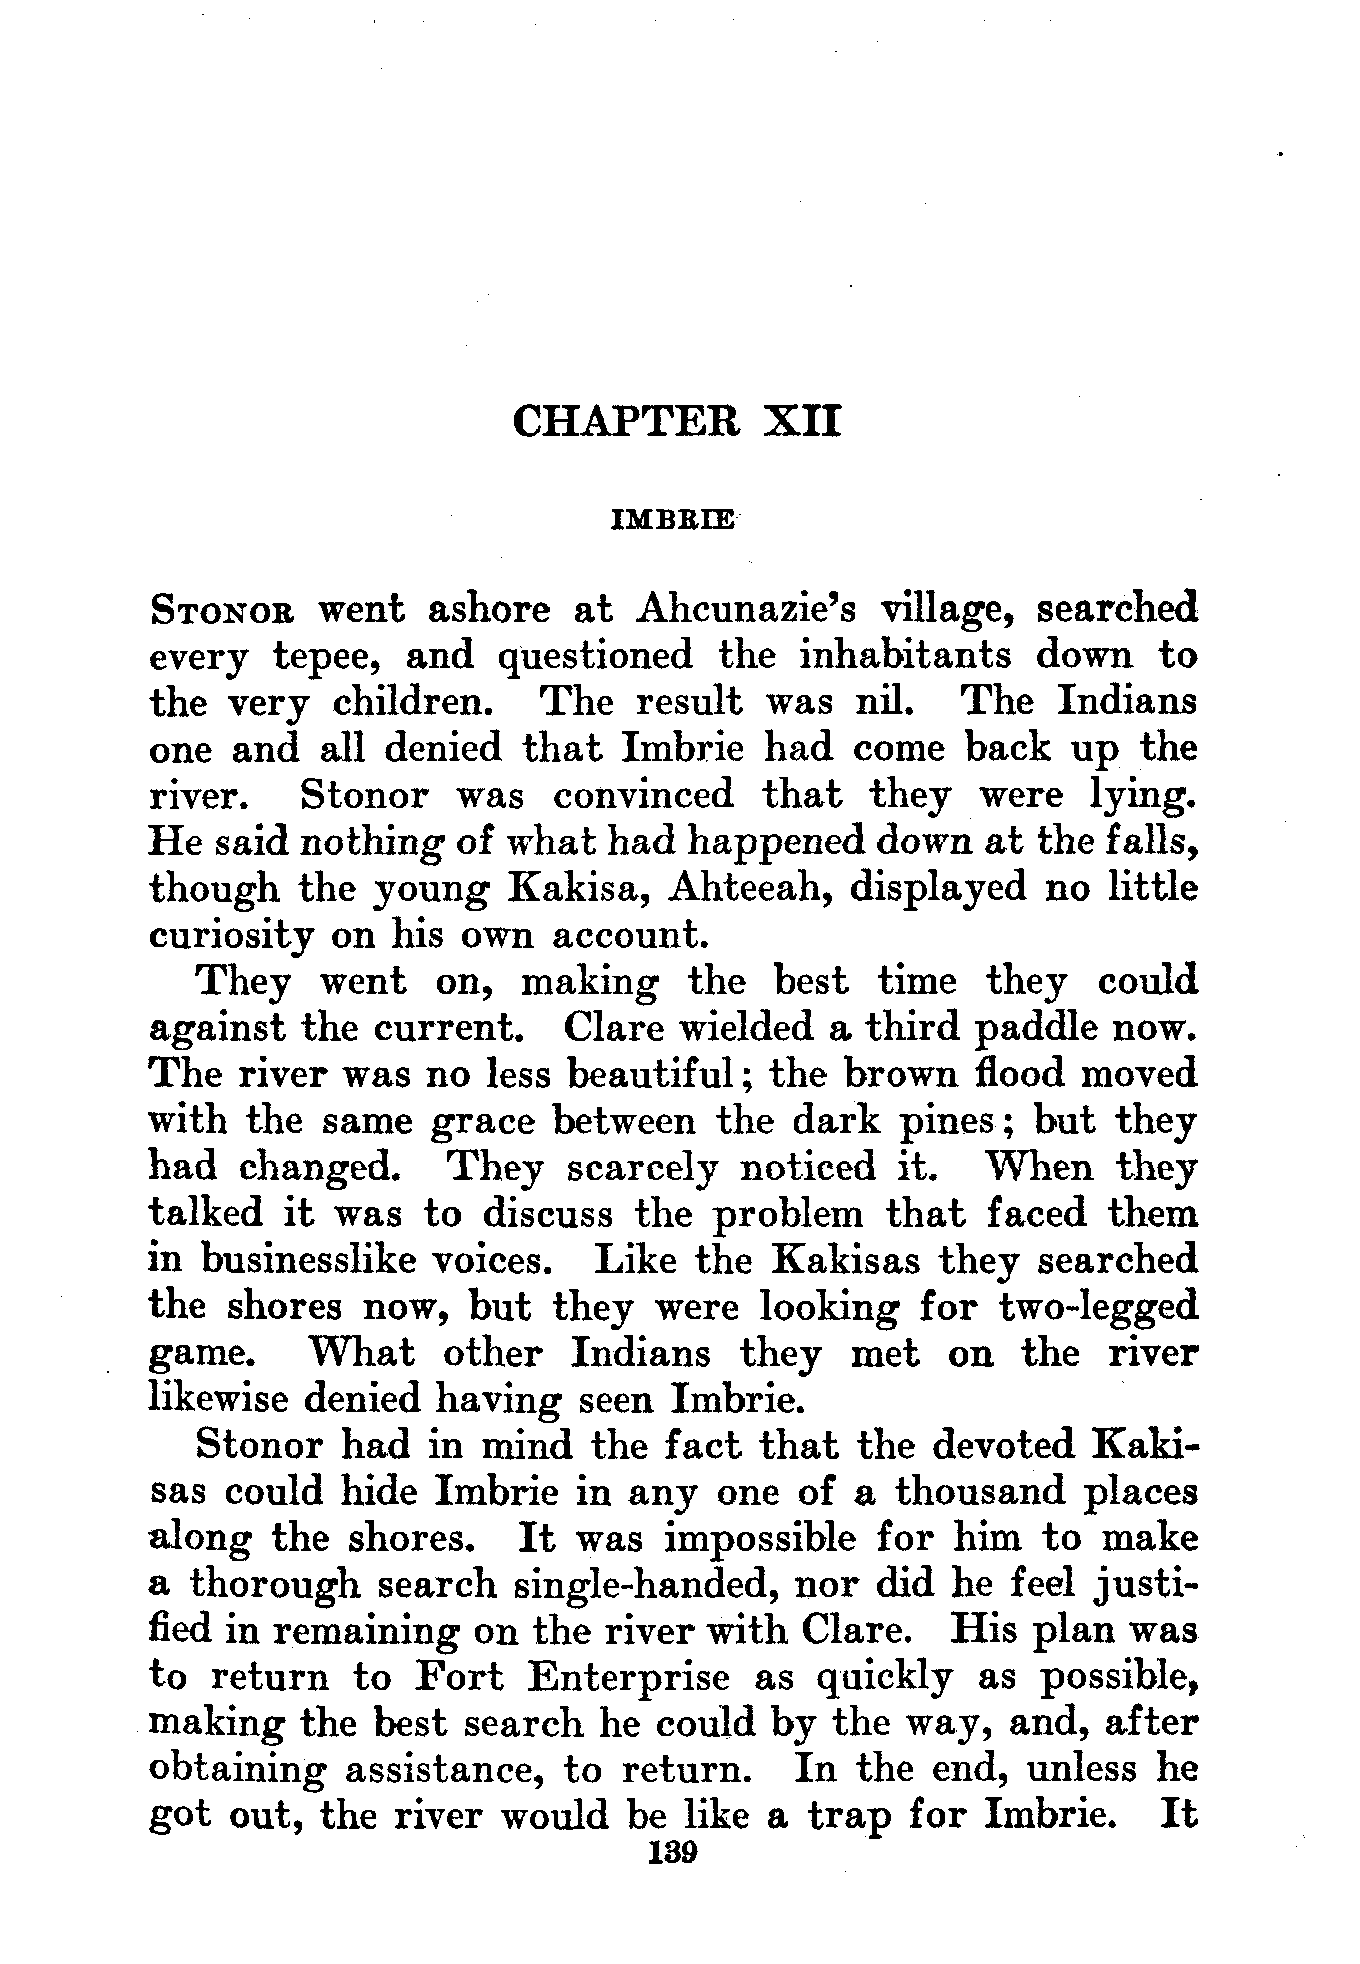 CHAPTER XII
IMBRIE
STONOR went ashore at Ahcunazie's village, searched
every tepee, and questioned the inhabitants down to
the very children. The result was nil. The Indians
one and all denied that Imbrie had come back up the
river. Stonor was convinced that they were lying.
He said nothing of what had happened down at the falls,
though the young Kakisa, Ahteeah, displayed no little
curiosity on his own account.
They went on, making the best time they could
against the current. Clare wielded a third paddle now.
The river was no less beautiful; the brown flood moved
with the same grace between the dark pines; but they
had changed. They scarcely noticed it. When they
talked it was to discuss the problem that faced them
in businesslike voices. Like the Kakisas they searched
the shores now, but they were looking for two-legged
game. What other Indians they met on the river
likewise denied having seen Imbrie.
Stonor had in mind the fact that the devoted Kaki-
sas could hide Imbrie in any one of a thousand places
along the shores. It was impossible for him to make
a thorough search single-handed, nor did he feel justi-
fied in remaining on the river with Clare. His plan was
to return to Fort Enterprise as quickly as possible,
making the best search he could by the way, and, after
obtaining assistance, to return. In the end, unless he
got out, the river would be like a trap for Imbrie. It
139